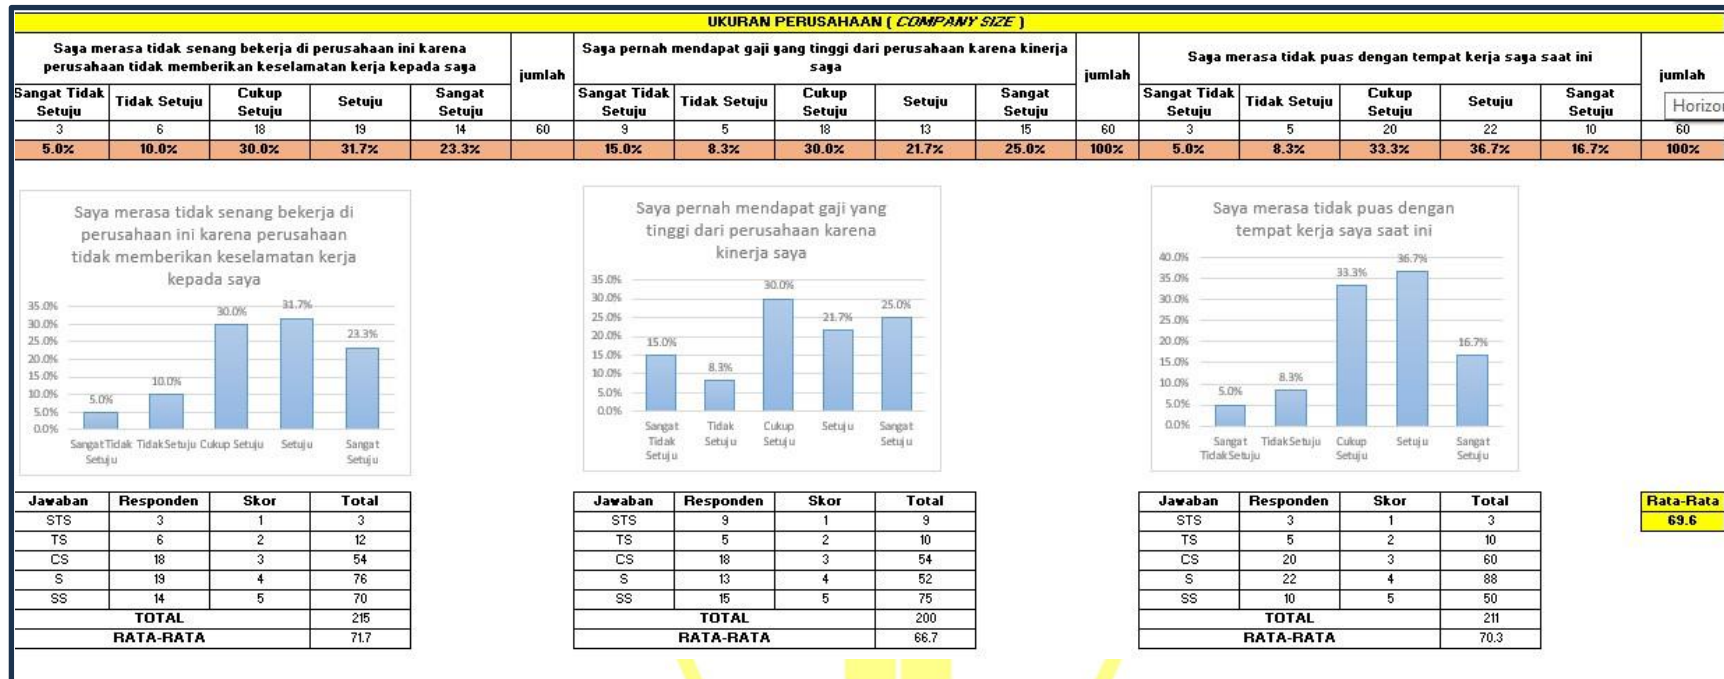 UKURAN PERUSAHAAN ( COMPANY SIZE )
Saya merasa tidak senang bekerja di perusahaan ini karena
perusahaan tidak memberikan keselamatan kerja kepada saya
jumlah
Saya pernah mendapat gaji yang tinggi dari perusahaan karena kinerja
saya
jumlah
Saya merasa tidak puas dengan tempat kerja saya saat ini
jumlah
Sangat Tidak Setuju Tidak Setuju Cukup Setuju Setuju Sangat Setuju
Sangat Tidak Setuju Tidak Setuju Cukup Setuju Setuju Sangat Setuju
Sangat Tidak Setuju Tidak Setuju Cukup Setuju Setuju Sangat Setuju
3 6 18 19 14 60 9 5 18 13 15 60 3 5 20 22 10 60
5.0% 10.0% 30.0% 31.7% 23.3% 15.0% 8.3% 30.0% 21.7% 25.0% 100% 5.0% 8.3% 33.3% 36.7% 16.7% 100%
Saya merasa tidak senang bekerja di
perusahaan ini karena perusahaan
tidak memberikan keselamatan kerja
kepada saya
35.0%
30.0%
25.0%
20.0%
15.0%
10.0%
5.0%
0.0%
5.0% 10.0% 30.0% 31.7% 23.3%
Sangat Tidak Setuju Tidak Setuju Cukup Setuju Setuju Sangat Setuju
Saya pernah mendapat gaji yang
tinggi dari perusahaan karena
kinerja saya
35.0%
30.0%
25.0%
20.0%
15.0%
10.0%
5.0%
0.0%
15.0% 8.3% 30.0% 21.7% 25.0%
Sangat Tidak Setuju Tidak Setuju Cukup Setuju Setuju Sangat Setuju
Saya merasa tidak puas dengan
tempat kerja saya saat ini
40.0%
35.0%
30.0%
25.0%
20.0%
15.0%
10.0%
5.0%
0.0%
5.0% 8.3% 33.3% 36.7% 16.7%
Sangat Tidak Setuju Tidak Setuju Cukup Setuju Setuju Sangat Setuju
Jawaban Responden Skor Total
STS 3 1 3
TS 6 2 12
CS 18 3 54
S 19 4 76
SS 14 5 70
TOTAL 215
RATA-RATA 71.7
Jawaban Responden Skor Total
STS 9 1 9
TS 5 2 10
CS 18 3 54
S 13 4 52
SS 15 5 75
TOTAL 200
RATA-RATA 66.7
Jawaban Responden Skor Total
STS 3 1 3
TS 5 2 10
CS 20 3 60
S 22 4 88
SS 10 5 50
TOTAL 211
RATA-RATA 70.3
Rata-Rata
69.6